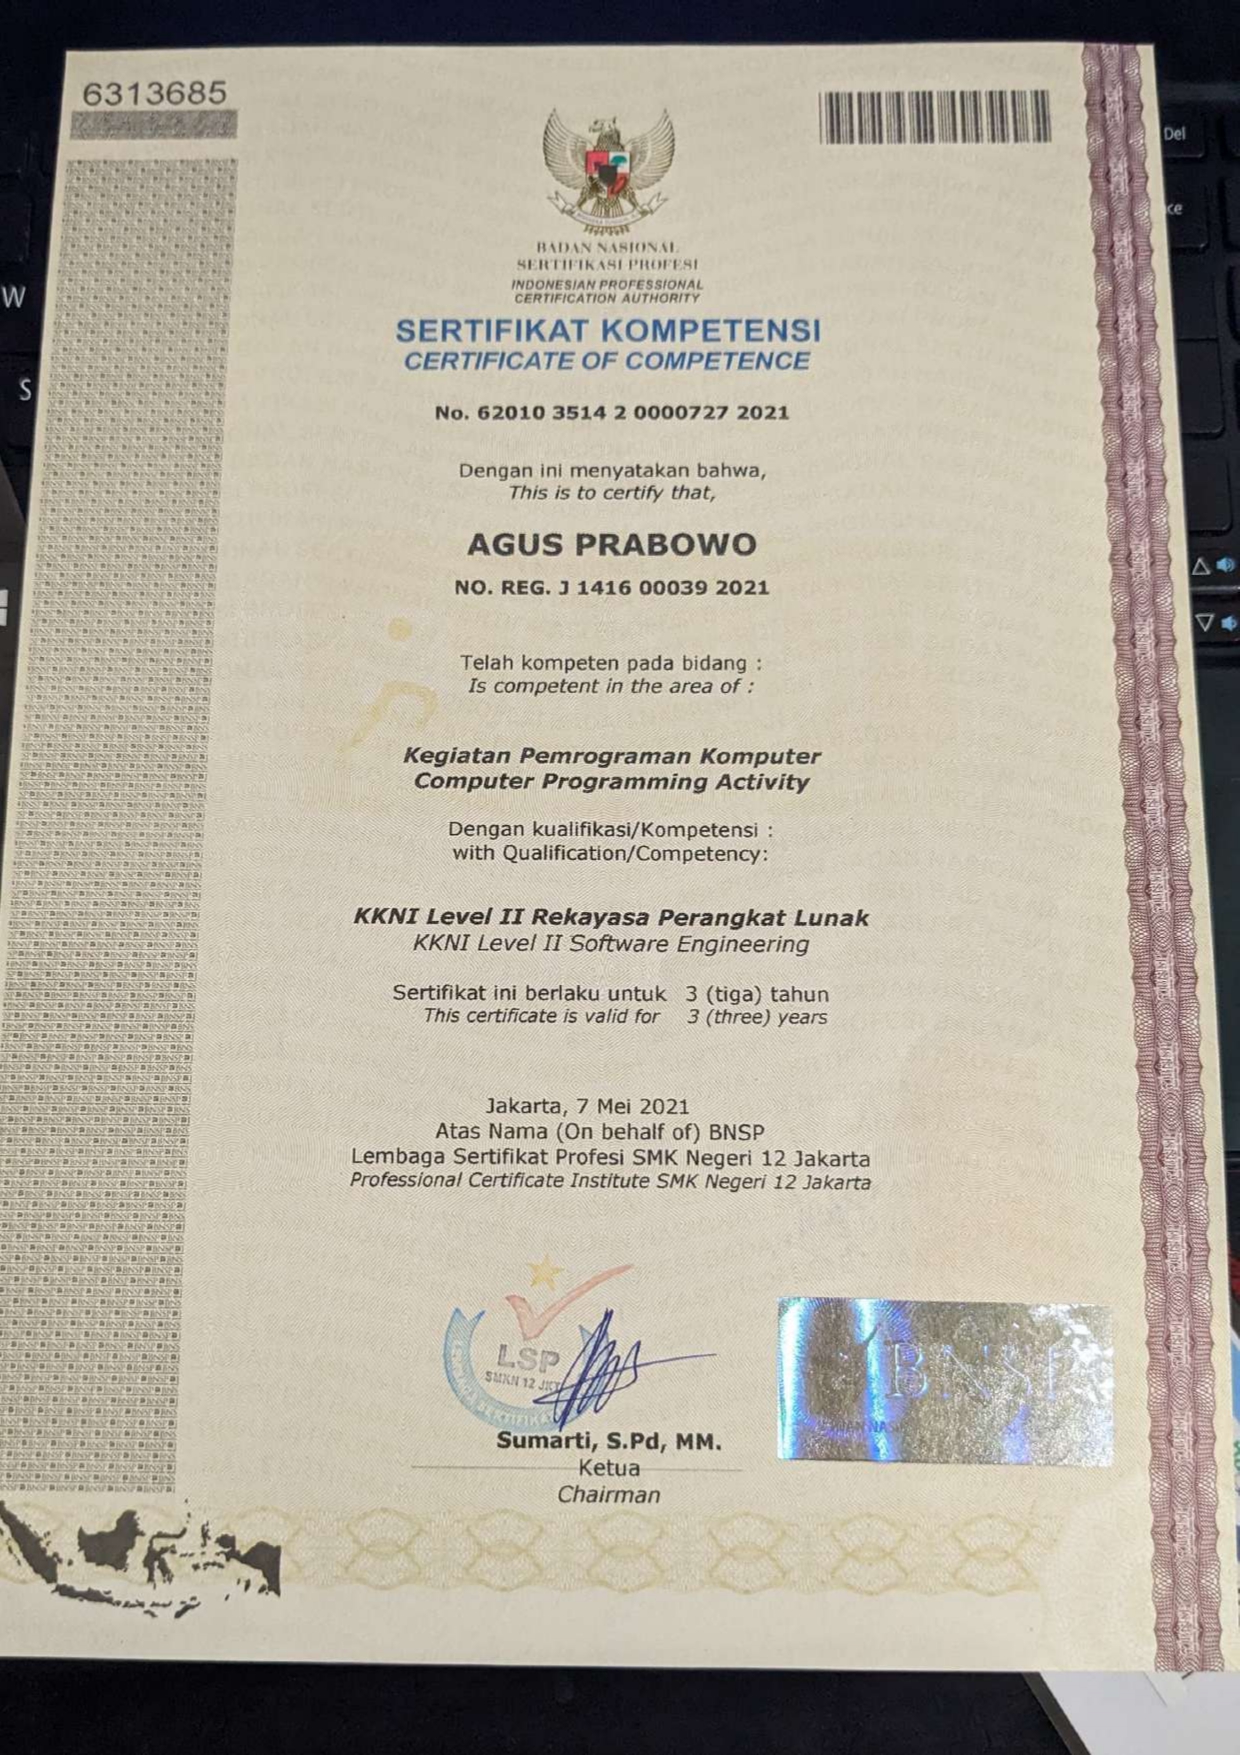 6313685
BADAN NASIONAL
SERTIFIKASI PROFESI
INDONESIAN PROFESSIONAL
CERTIFICATION AUTHORITY
SERTIFIKAT KOMPETENSI
CERTIFICATE OF COMPETENCE
No. 62010 3514 2 0000727 2021
Dengan ini menyatakan bahwa,
This is to certify that,
AGUS PRABOWO
NO. REG. J 1416 00039 2021
Telah kompeten pada bidang :
Is competent in the area of :
Kegiatan Pemrograman Komputer
Computer Programming Activity
Dengan kualifikasi/Kompetensi :
with Qualification/Competency:
KKNI Level II Rekayasa Perangkat Lunak
KKNI Level II Software Engineering
Sertifikat ini berlaku untuk 3 (tiga) tahun
This certificate is valid for 3 (three) years
Jakarta, 7 Mei 2021
Atas Nama (On behalf of) BNSP
Lembaga Sertifikat Profesi SMK Negeri 12 Jakarta
Professional Certificate Institute SMK Negeri 12 Jakarta
LSP
SMKN 12 JKT
BNSP
Sumarti, S.Pd, MM.
Ketua
Chairman
W
S
Del